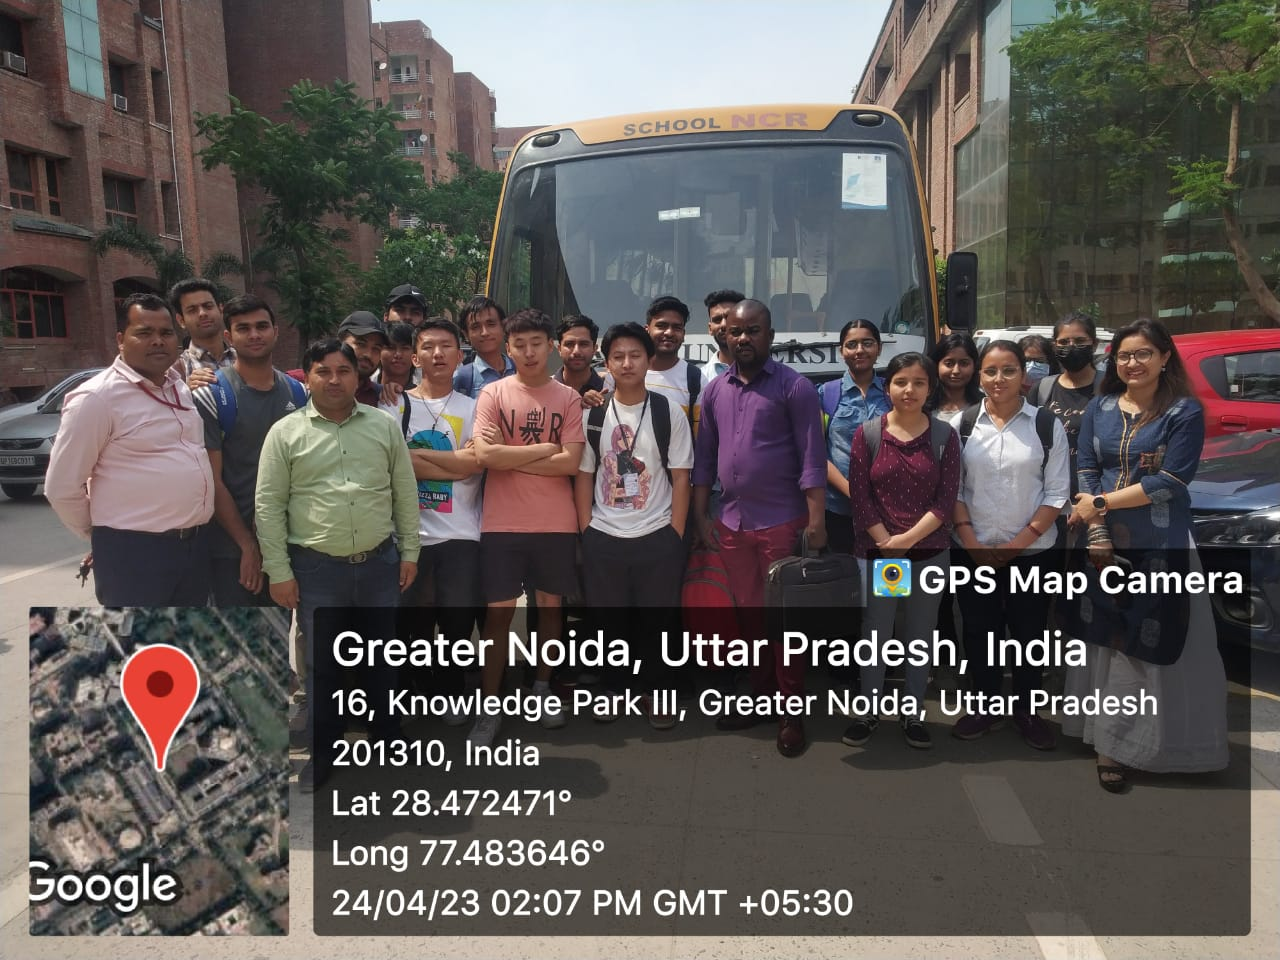 SCHOOL NCR
UNIVERSI
N R
GPS Map Camera
Greater Noida, Uttar Pradesh, India
16, Knowledge Park III, Greater Noida, Uttar Pradesh
201310, India
Lat 28.472471°
Long 77.483646°
24/04/23 02:07 PM GMT +05:30
Google